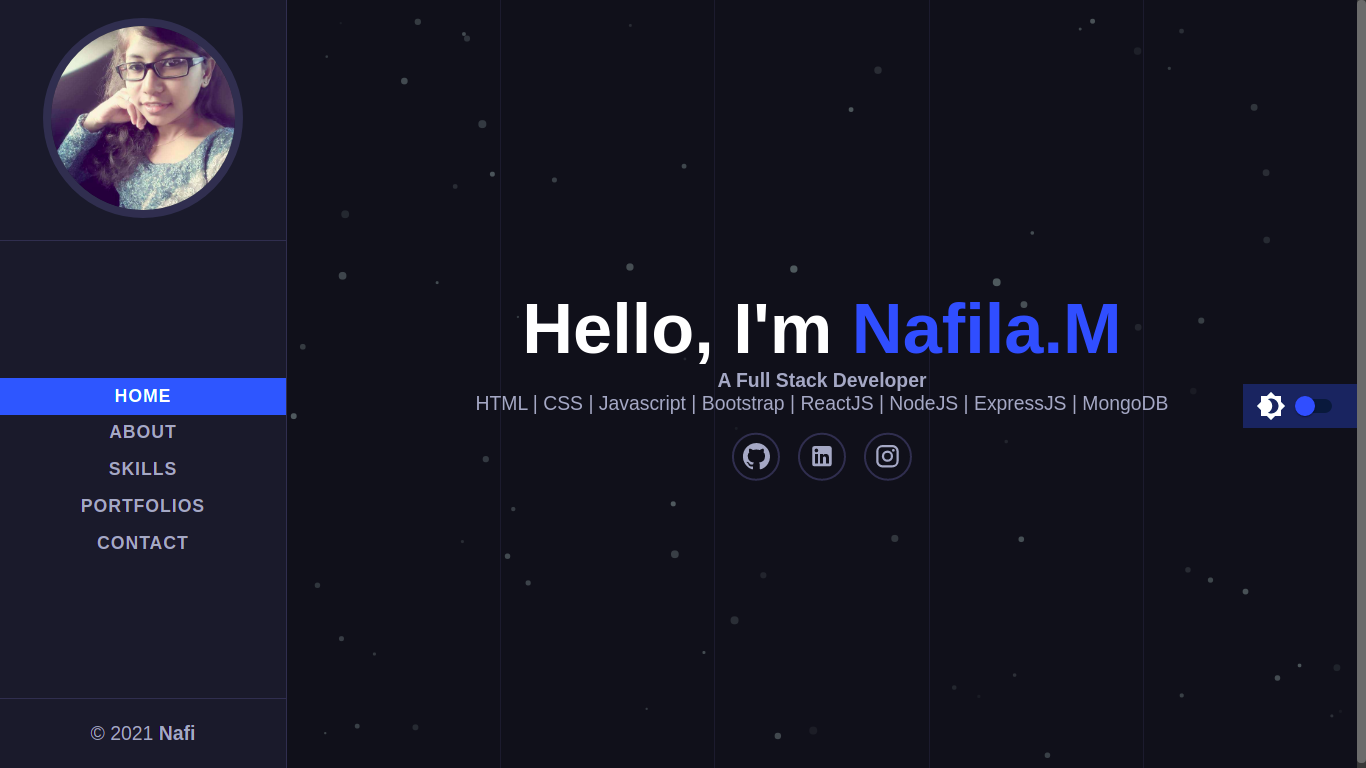 HOME
ABOUT
SKILLS
PORTFOLIOS
CONTACT
© 2021 Nafi
Hello, I'm Nafila.M
A Full Stack Developer
HTML | CSS | Javascript | Bootstrap | ReactJS | NodeJS | ExpressJS | MongoDB